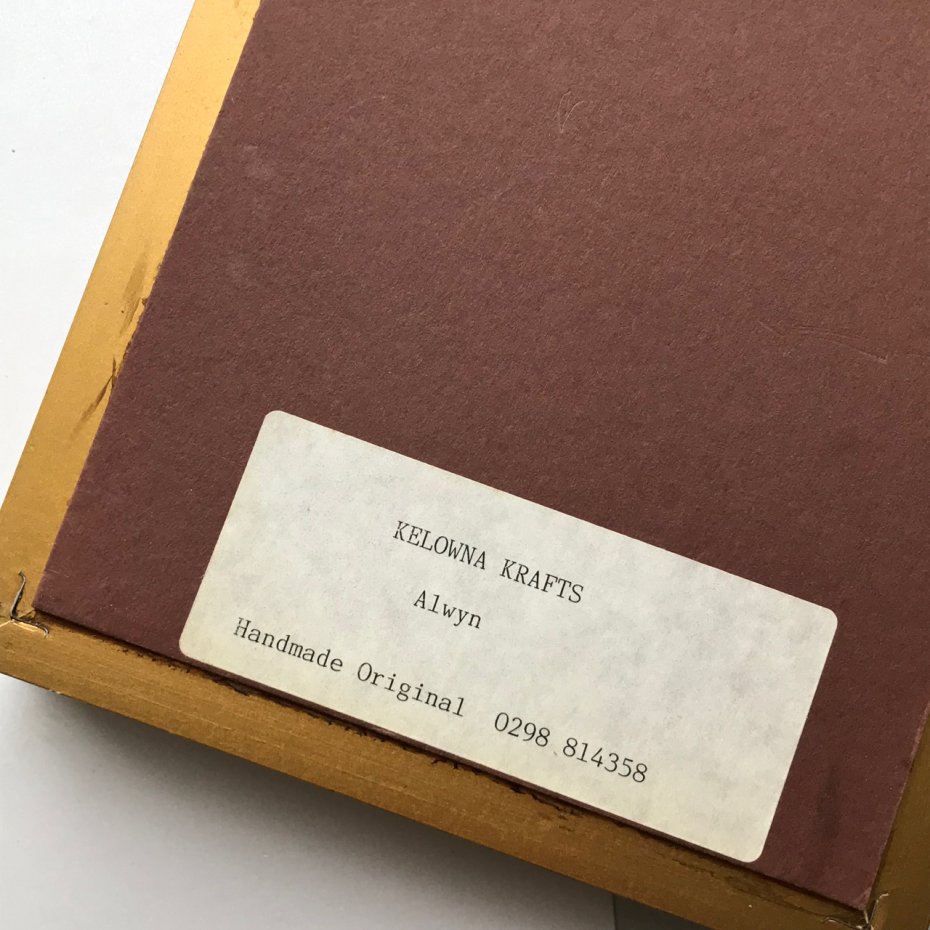 KELOWNA KRAFTS
Alwyn
Handmade Original 0298 814358